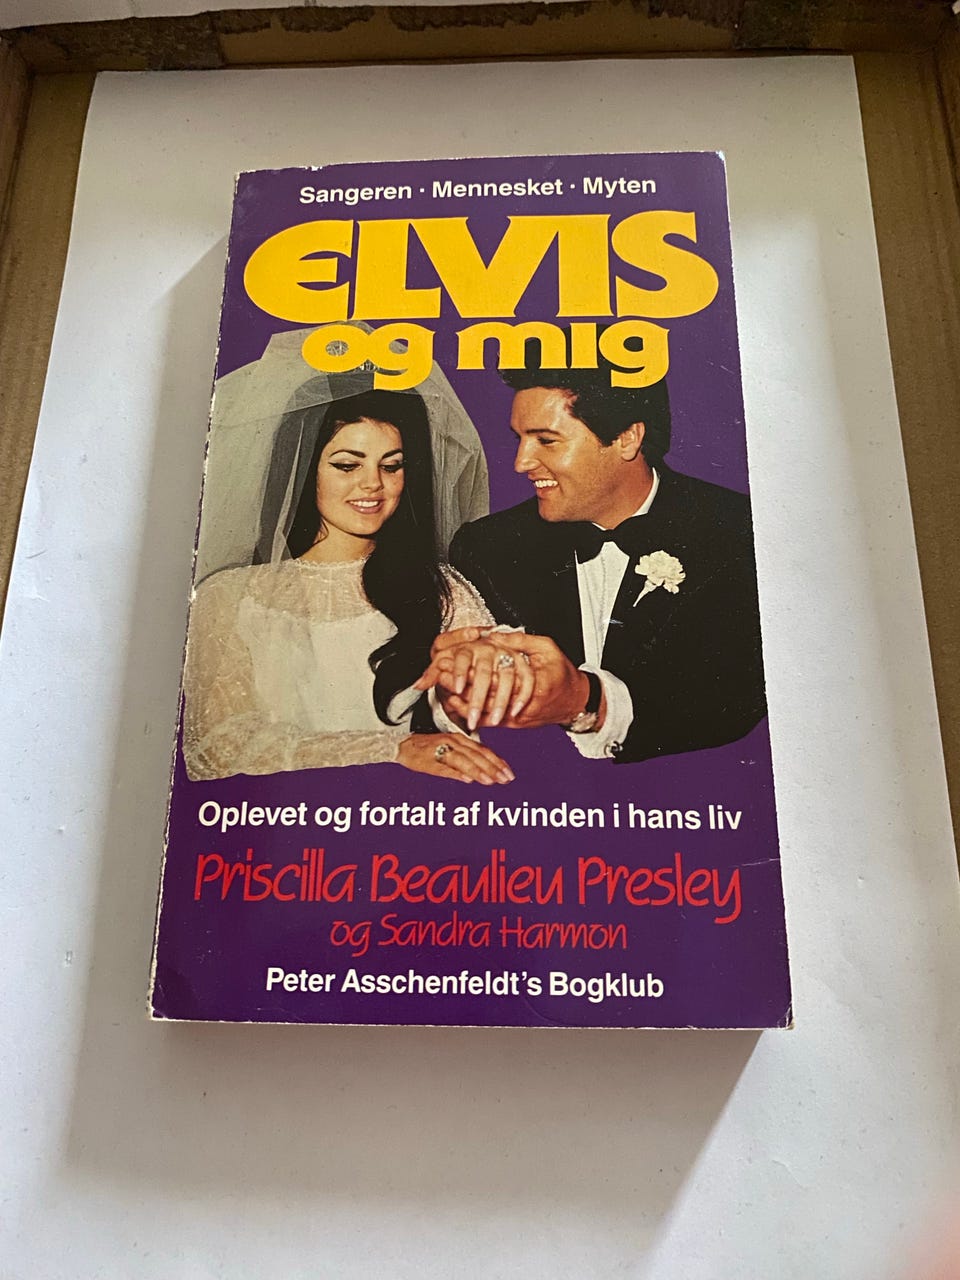 Sangeren · Mennesket · Myten
ELVIS
og mig
Oplevet og fortalt af kvinden i hans liv
Priscilla Beaulieu Presley
og Sandra Harmon
Peter Asschenfeldt's Bogklub